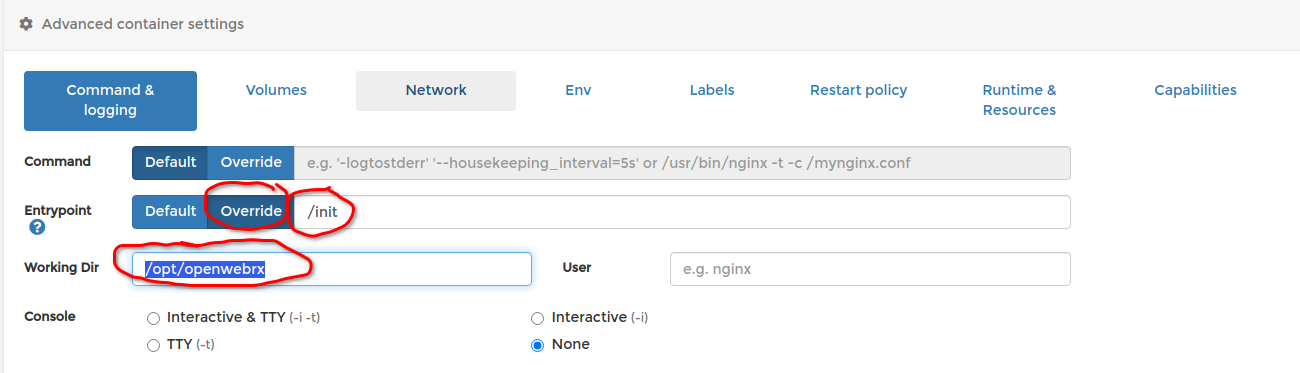 Advanced container settings
Command & logging Volumes Network Env Labels Restart policy Runtime & Resources Capabilities
Command Default Override e.g. '-logtostderr' '--housekeeping_interval=5s' or /usr/bin/nginx -t -c /mynginx.conf
Entrypoint Default Override /init
?
Working Dir /opt/openwebrx User e.g. nginx
Console Interactive & TTY (-i -t) Interactive (-i)
TTY (-t) None